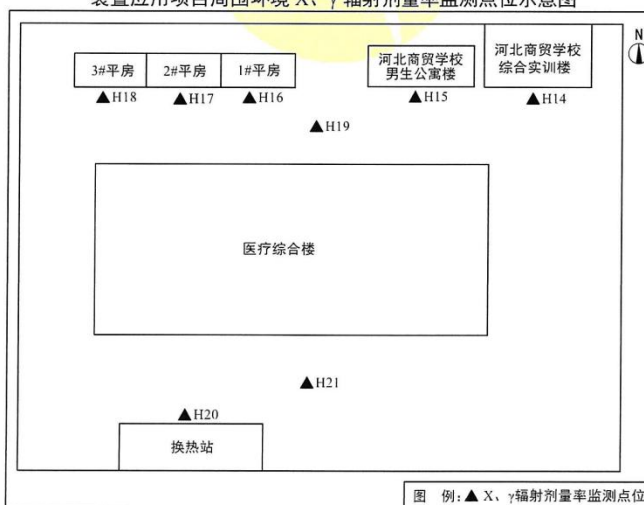 装置应用项目周围环境 X、γ 辐射剂量率监测点位示意图
N
3#平房
2#平房
1#平房
河北商贸学校
男生公寓楼
河北商贸学校
综合实训楼
▲H18
▲H17
▲H16
▲H15
▲H14
▲H19
医疗综合楼
▲H21
▲H20
换热站
图 例:▲ X、γ辐射剂量率监测点位